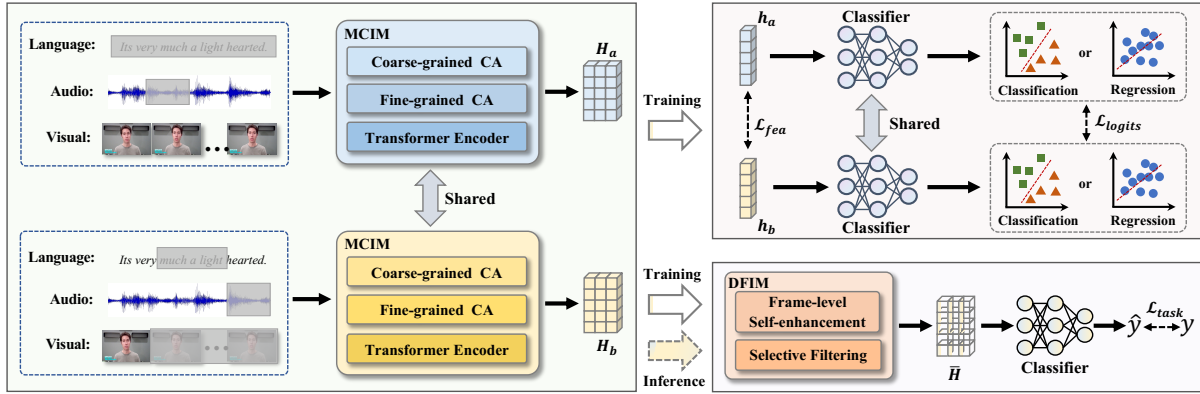 Language:
Its very much a light hearted.
Audio:
Visual:
MCIM
Coarse-grained CA
Fine-grained CA
Transformer Encoder
H_a
Shared
Language:
Its very much a light hearted.
Audio:
Visual:
MCIM
Coarse-grained CA
Fine-grained CA
Transformer Encoder
H_b
Training
h_a
Classifier
or
Classification
Regression
L_fea
Shared
L_logits
h_b
Classifier
or
Classification
Regression
Training
Inference
DFIM
Frame-level
Self-enhancement
Selective Filtering
H̅
Classifier
ŷ
L_task
y